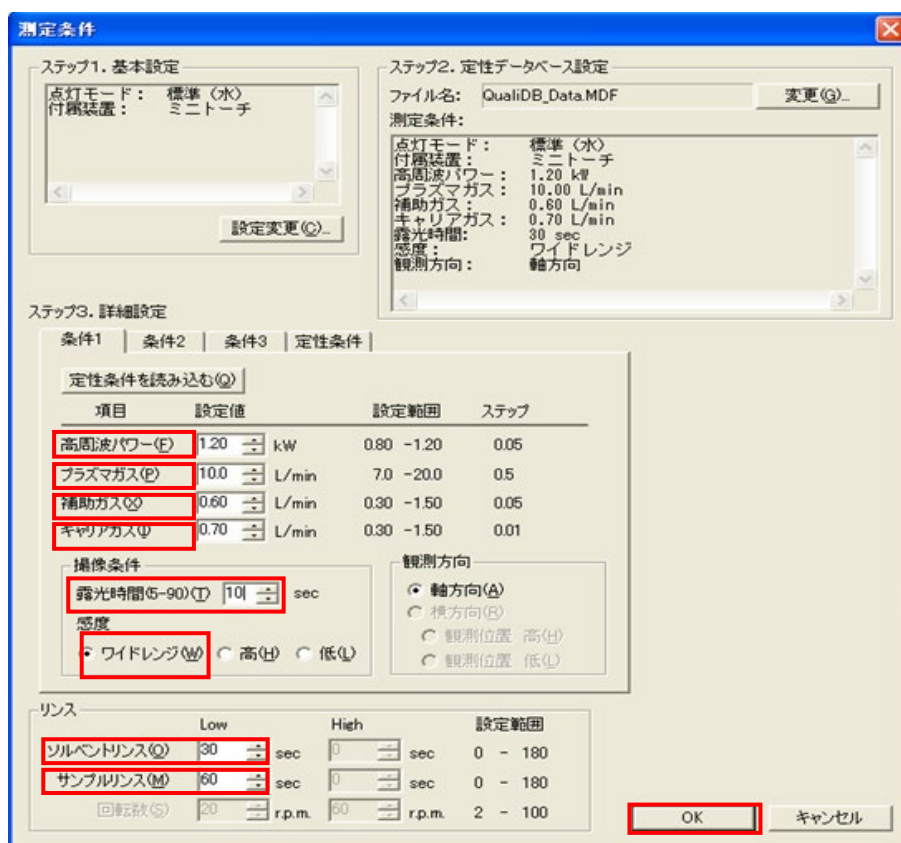 測定条件
ステップ1. 基本設定
点灯モード： 標準（水）
付属装置： ミニトーチ
設定変更(C)...
ステップ2. 定性データベース設定
ファイル名: QualiDB_Data.MDF 変更(G)...
測定条件:
点灯モード： 標準（水）
付属装置： ミニトーチ
高周波パワー： 1.20 kW
プラズマガス： 10.00 L/min
補助ガス： 0.60 L/min
キャリアガス： 0.70 L/min
露光時間: 30 sec
感度： ワイドレンジ
観測方向： 軸方向
ステップ3. 詳細設定
条件1 条件2 条件3 定性条件
定性条件を読み込む(Q)
項目 設定値 設定範囲 ステップ
高周波パワー(F) 1.20 kW 0.80 -1.20 0.05
プラズマガス(P) 10.0 L/min 7.0 -20.0 0.5
補助ガス(X) 0.60 L/min 0.30 -1.50 0.05
キャリアガス(I) 0.70 L/min 0.30 -1.50 0.01
撮像条件
露光時間(5-90)(T) 10 sec
感度
ワイドレンジ(W) 高(H) 低(L)
観測方向
軸方向(A)
横方向(R)
観測位置 高(H)
観測位置 低(L)
リンス
Low High 設定範囲
ソルベントリンス(O) 30 sec 0 sec 0 - 180
サンプルリンス(M) 60 sec 0 sec 0 - 180
回転数(S) 20 r.p.m. 60 r.p.m. 2 - 100
OK キャンセル